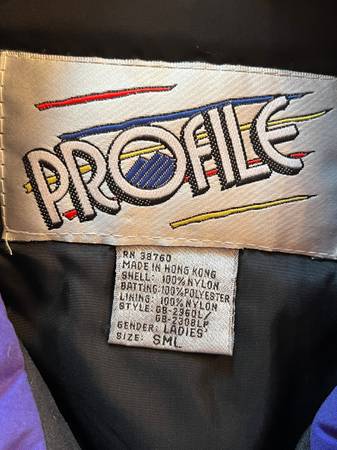 PROFILE
RN 38760
MADE IN HONG KONG
SHELL: 100% NYLON
BATTING: 100% POLYESTER
LINING: 100% NYLON
STYLE: GB-2360L/
GB-2308LP
GENDER: LADIES'
SIZE: SML